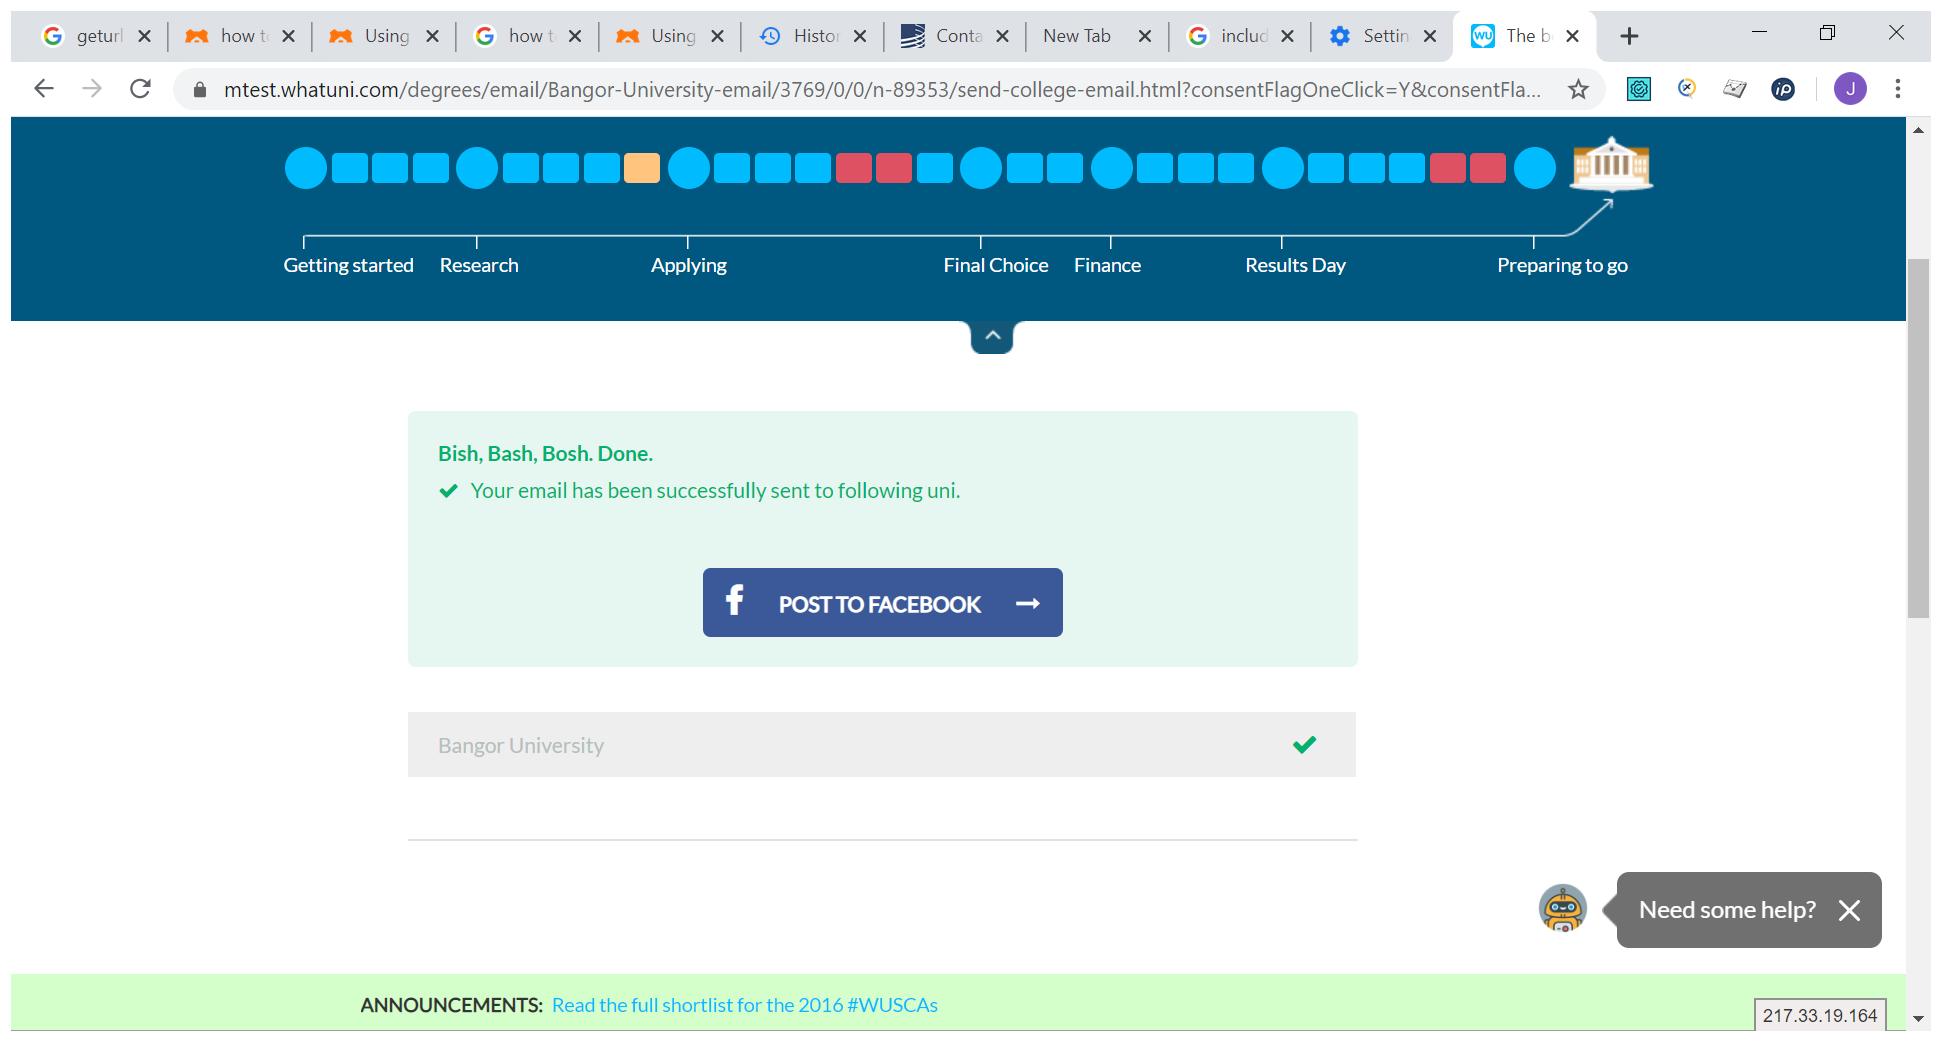 geturl
how to
Using
how to
Using
Histor
Conta
New Tab
includ
Settin
The b
mtest.whatuni.com/degrees/email/Bangor-University-email/3769/0/0/n-89353/send-college-email.html?consentFlagOneClick=Y&consentFla...
J
Getting started
Research
Applying
Final Choice
Finance
Results Day
Preparing to go
Bish, Bash, Bosh. Done.
Your email has been successfully sent to following uni.
POST TO FACEBOOK
Bangor University
Need some help?
ANNOUNCEMENTS: Read the full shortlist for the 2016 #WUSCAs
217.33.19.164